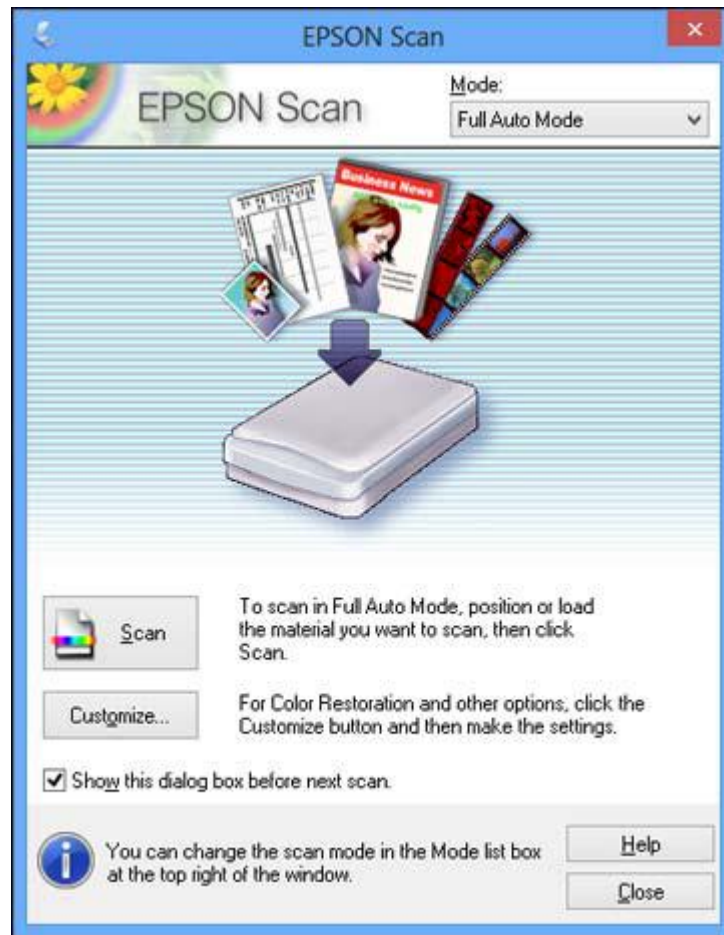 EPSON Scan
EPSON Scan
Mode:
Full Auto Mode
Business News
Scan
To scan in Full Auto Mode, position or load
the material you want to scan, then click
Scan.
Customize...
For Color Restoration and other options, click the
Customize button and then make the settings.
Show this dialog box before next scan.
You can change the scan mode in the Mode list box
at the top right of the window.
Help
Close